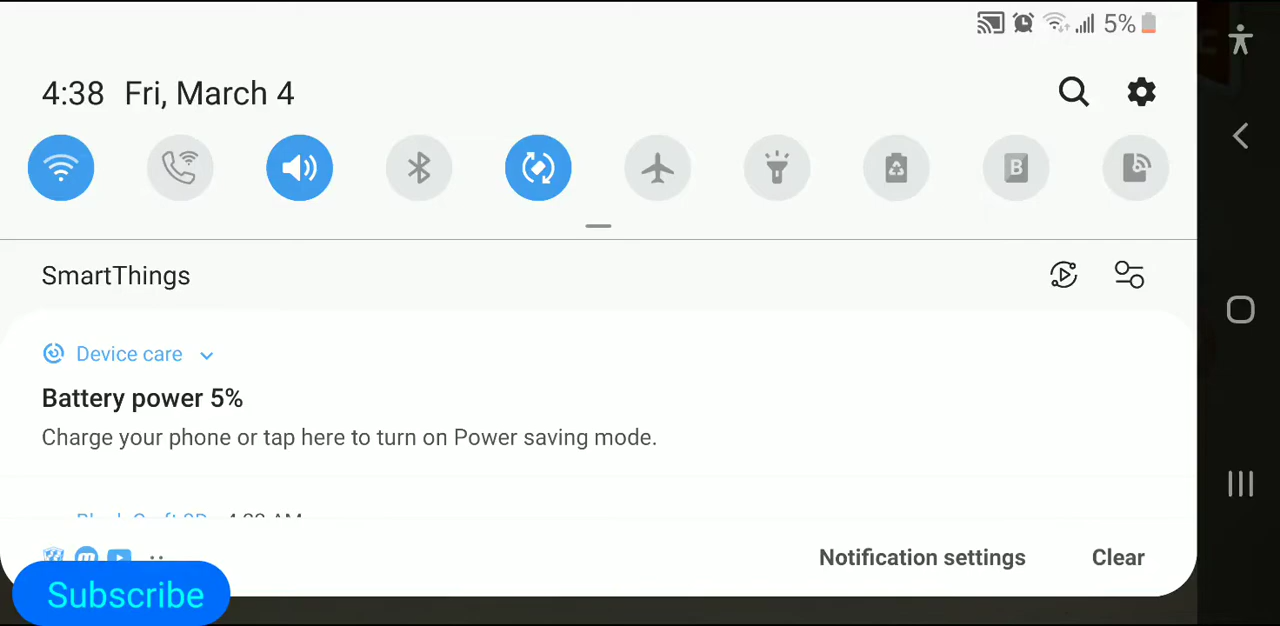 5%
4:38 Fri, March 4
B
SmartThings
Device care
Battery power 5%
Charge your phone or tap here to turn on Power saving mode.
Notification settings
Clear
Subscribe